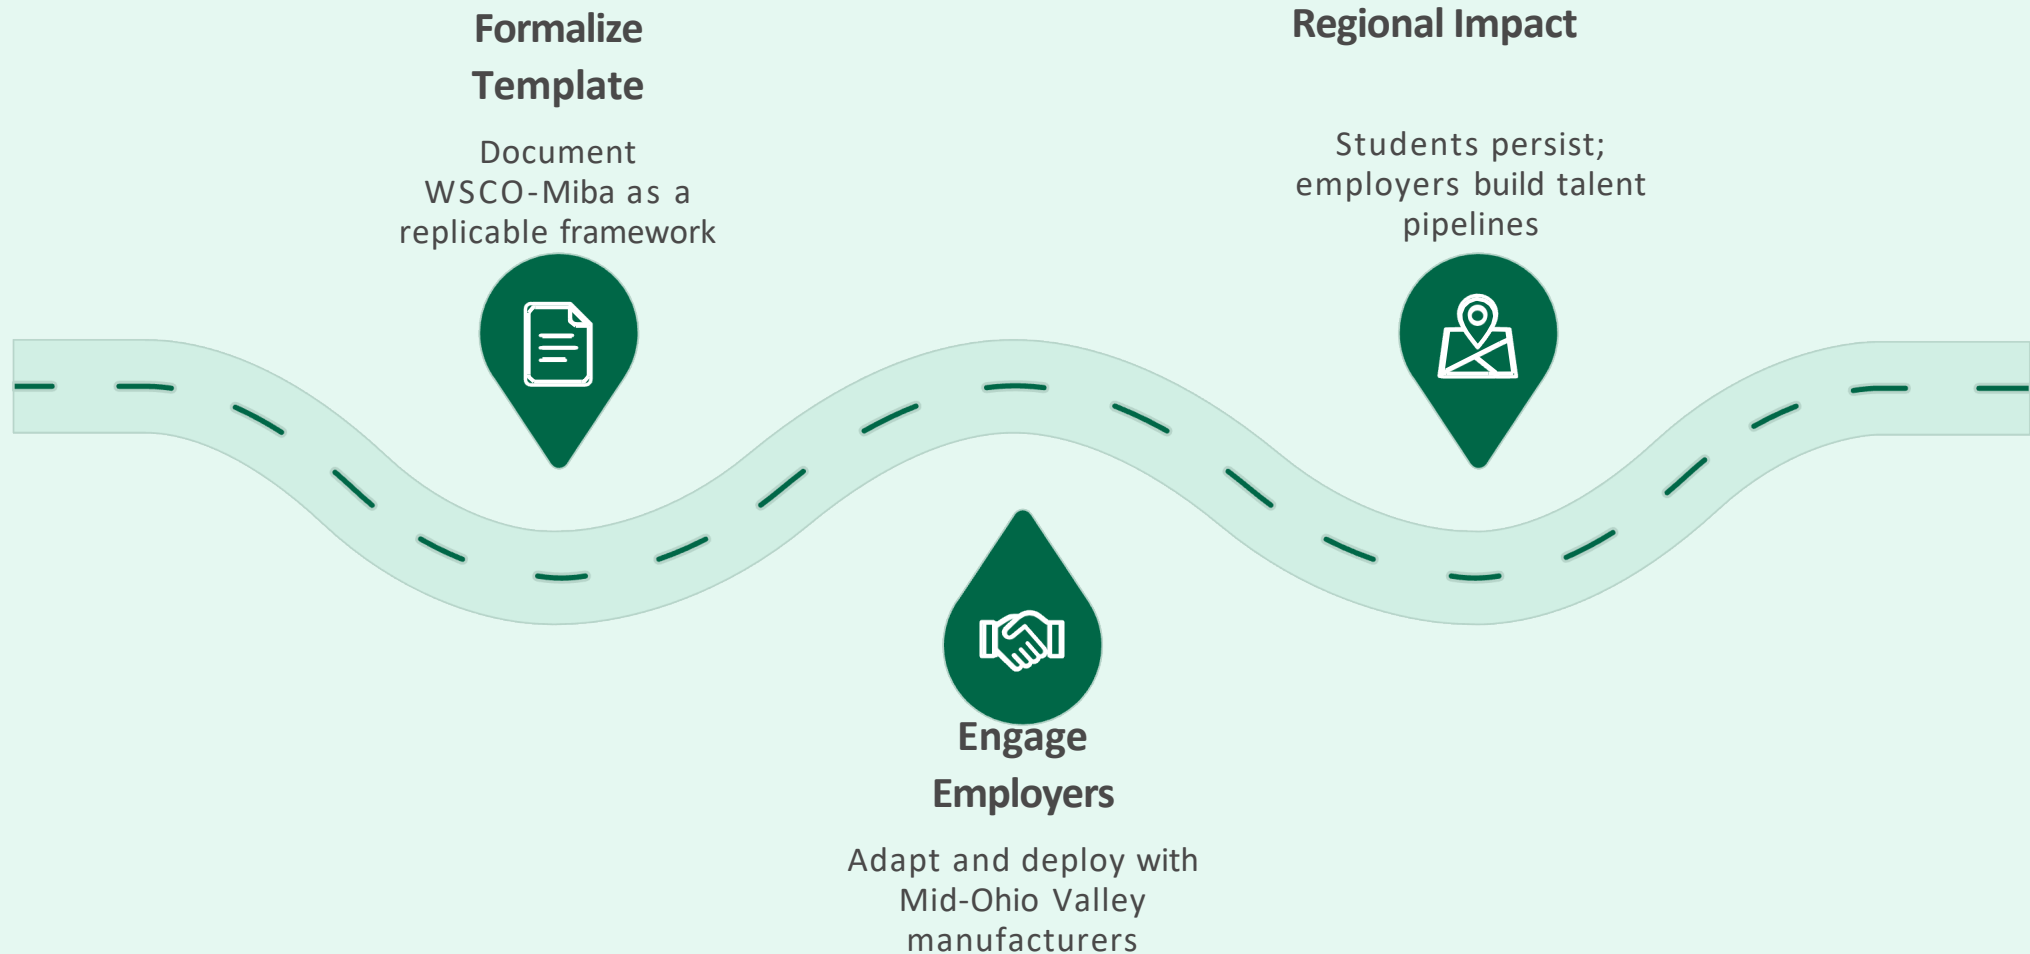 Formalize
Template
Document
WSCO-Miba as a
replicable framework
Engage
Employers
Adapt and deploy with
Mid-Ohio Valley
manufacturers
Regional Impact
Students persist;
employers build talent
pipelines